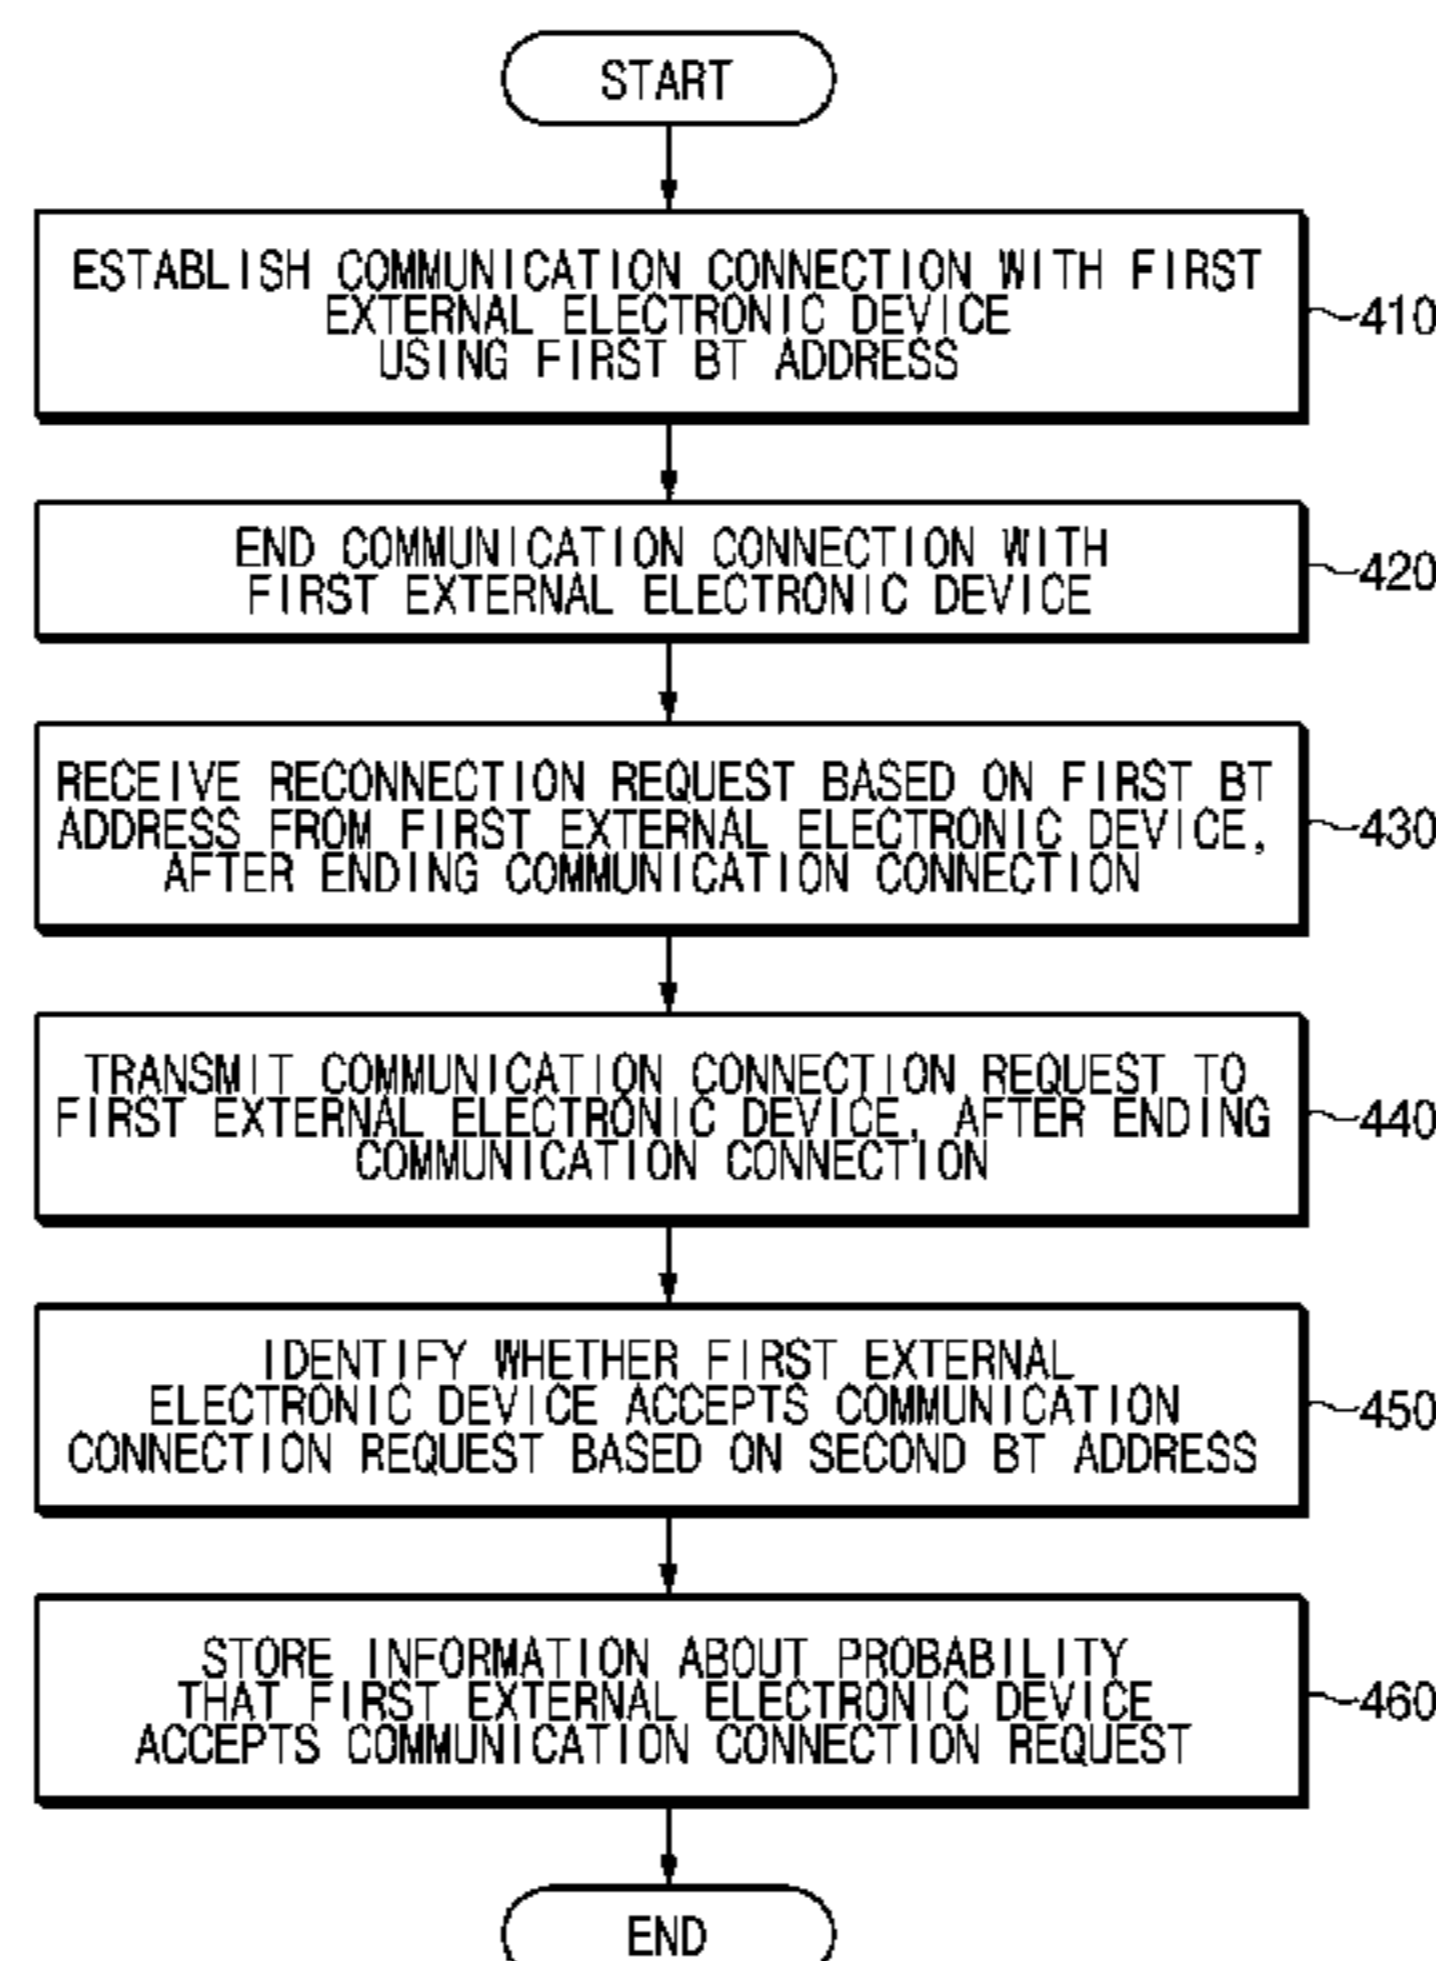 START
ESTABLISH COMMUNICATION CONNECTION WITH FIRST
EXTERNAL ELECTRONIC DEVICE
USING FIRST BT ADDRESS
410
END COMMUNICATION CONNECTION WITH
FIRST EXTERNAL ELECTRONIC DEVICE
420
RECEIVE RECONNECTION REQUEST BASED ON FIRST BT
ADDRESS FROM FIRST EXTERNAL ELECTRONIC DEVICE,
AFTER ENDING COMMUNICATION CONNECTION
430
TRANSMIT COMMUNICATION CONNECTION REQUEST TO
FIRST EXTERNAL ELECTRONIC DEVICE, AFTER ENDING
COMMUNICATION CONNECTION
440
IDENTIFY WHETHER FIRST EXTERNAL
ELECTRONIC DEVICE ACCEPTS COMMUNICATION
CONNECTION REQUEST BASED ON SECOND BT ADDRESS
450
STORE INFORMATION ABOUT PROBABILITY
THAT FIRST EXTERNAL ELECTRONIC DEVICE
ACCEPTS COMMUNICATION CONNECTION REQUEST
460
END